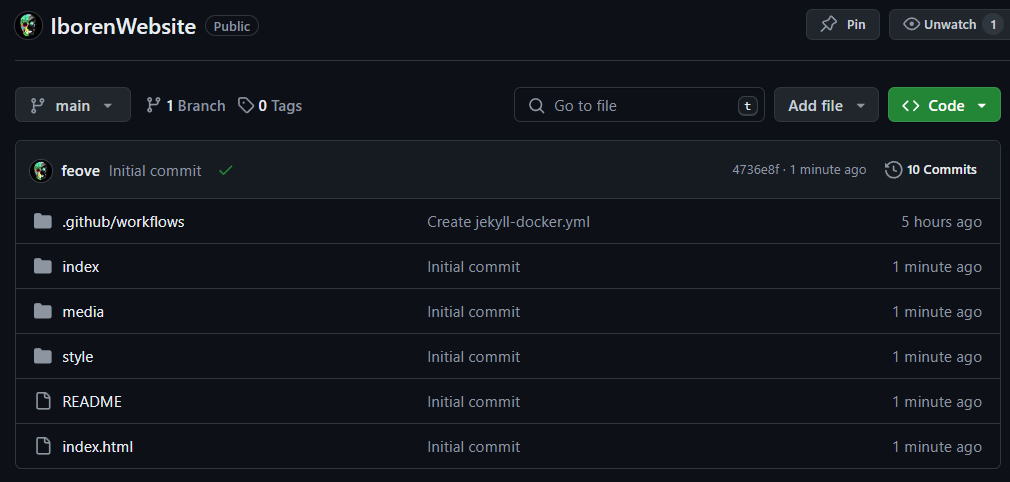 IborenWebsite Public Pin Unwatch 1
main 1 Branch 0 Tags Go to file t Add file Code
feove Initial commit 4736e8f · 1 minute ago 10 Commits
.github/workflows Create jekyll-docker.yml 5 hours ago
index Initial commit 1 minute ago
media Initial commit 1 minute ago
style Initial commit 1 minute ago
README Initial commit 1 minute ago
index.html Initial commit 1 minute ago